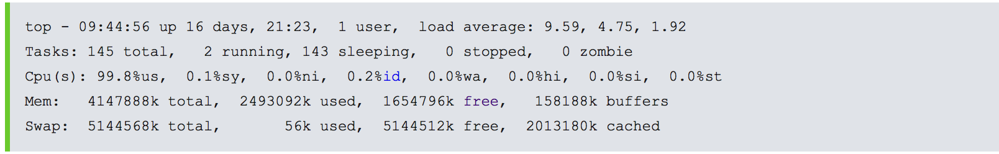 top - 09:44:56 up 16 days, 21:23,  1 user,  load average: 9.59, 4.75, 1.92
Tasks: 145 total,   2 running, 143 sleeping,   0 stopped,   0 zombie
Cpu(s): 99.8%us,  0.1%sy,  0.0%ni,  0.2%id,  0.0%wa,  0.0%hi,  0.0%si,  0.0%st
Mem:   4147888k total,  2493092k used,  1654796k free,   158188k buffers
Swap:  5144568k total,       56k used,  5144512k free,  2013180k cached